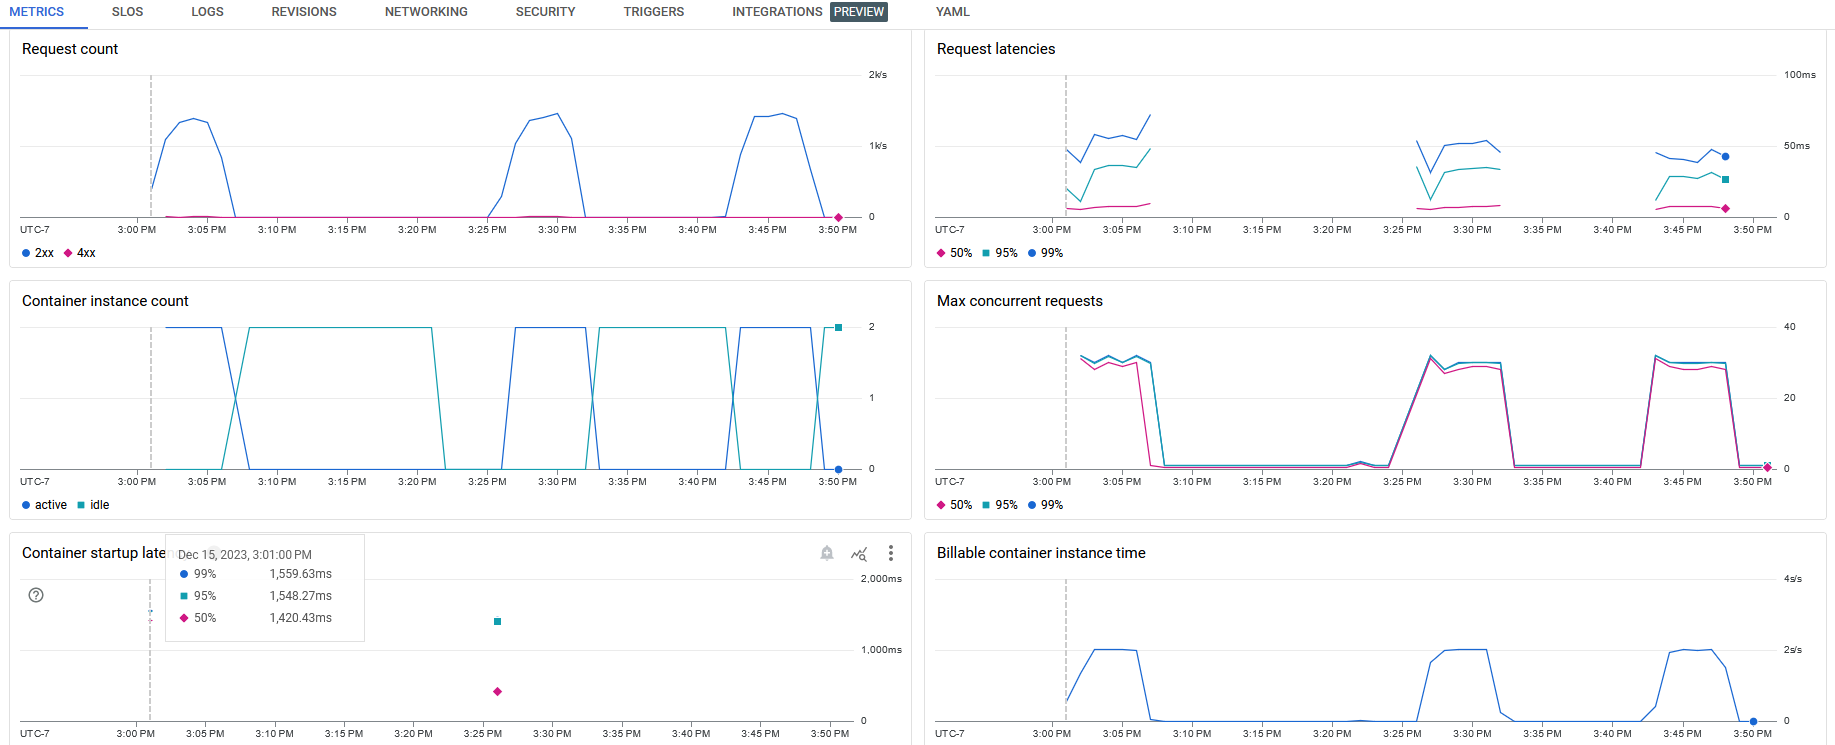 METRICS SLOS LOGS REVISIONS NETWORKING SECURITY TRIGGERS INTEGRATIONS PREVIEW YAML
Request count
2k/s
1k/s
0
UTC-7 3:00 PM 3:05 PM 3:10 PM 3:15 PM 3:20 PM 3:25 PM 3:30 PM 3:35 PM 3:40 PM 3:45 PM 3:50 PM
2xx 4xx
Request latencies
100ms
50ms
0
UTC-7 3:00 PM 3:05 PM 3:10 PM 3:15 PM 3:20 PM 3:25 PM 3:30 PM 3:35 PM 3:40 PM 3:45 PM 3:50 PM
50% 95% 99%
Container instance count
2
1
0
UTC-7 3:00 PM 3:05 PM 3:10 PM 3:15 PM 3:20 PM 3:25 PM 3:30 PM 3:35 PM 3:40 PM 3:45 PM 3:50 PM
active idle
Max concurrent requests
40
20
0
UTC-7 3:00 PM 3:05 PM 3:10 PM 3:15 PM 3:20 PM 3:25 PM 3:30 PM 3:35 PM 3:40 PM 3:45 PM 3:50 PM
50% 95% 99%
Container startup late
Dec 15, 2023, 3:01:00 PM
99% 1,559.63ms
95% 1,548.27ms
50% 1,420.43ms
2,000ms
1,000ms
0
UTC-7 3:00 PM 3:05 PM 3:10 PM 3:15 PM 3:20 PM 3:25 PM 3:30 PM 3:35 PM 3:40 PM 3:45 PM 3:50 PM
Billable container instance time
4s/s
2s/s
0
UTC-7 3:00 PM 3:05 PM 3:10 PM 3:15 PM 3:20 PM 3:25 PM 3:30 PM 3:35 PM 3:40 PM 3:45 PM 3:50 PM